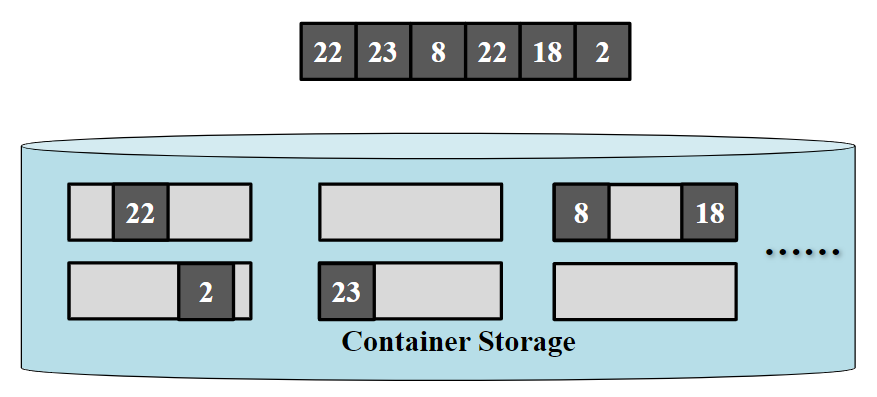 22 23 8 22 18 2
22 8 18
......
2 23
Container Storage